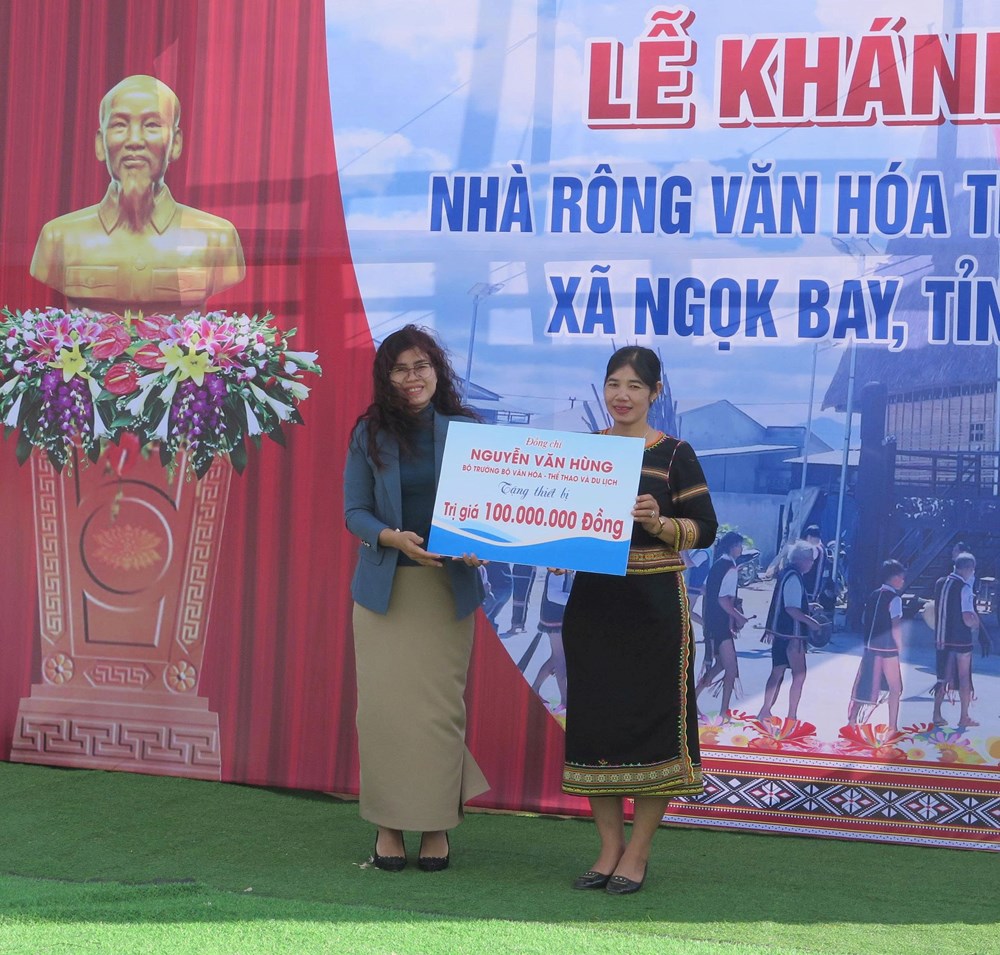 LỄ KHÁN
NHÀ RÔNG VĂN HÓA T
XÃ NGỌK BAY, TỈN
Đồng chí
NGUYỄN VĂN HÙNG
BỘ TRƯỞNG BỘ VĂN HÓA - THỂ THAO VÀ DU LỊCH
Tặng thiết bị
Trị giá 100.000.000 Đồng